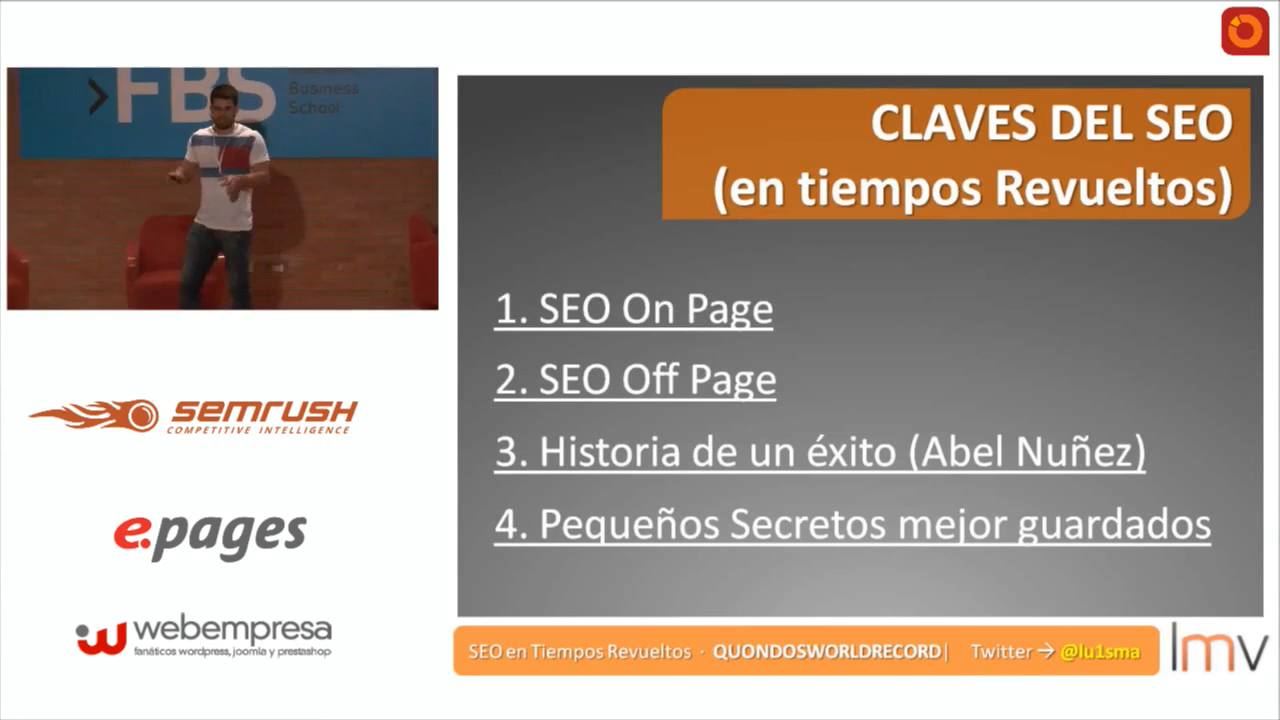 FBS
Business
School
CLAVES DEL SEO
(en tiempos Revueltos)
1. SEO On Page
2. SEO Off Page
3. Historia de un éxito (Abel Nuñez)
4. Pequeños Secretos mejor guardados
semrush
COMPETITIVE INTELLIGENCE
e.pages
webempresa
fanáticos wordpress, joomla y prestashop
SEO en Tiempos Revueltos · QUONDOSWORLDRECORD| Twitter → @lu1sma
lmv